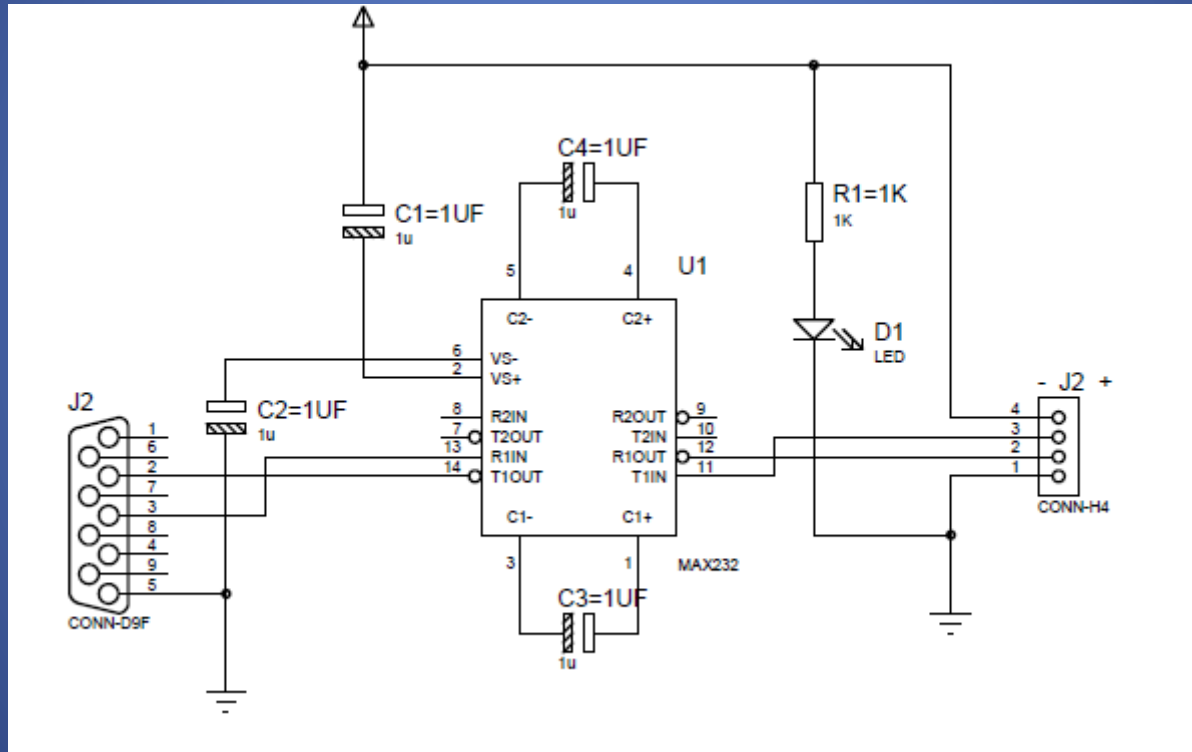 C4=1UF
1u
C1=1UF
1u
R1=1K
1K
U1
5
4
C2-
C2+
D1
LED
6
VS-
2
VS+
- J2 +
J2
C2=1UF
1u
8
R2IN
R2OUT
9
7
T2OUT
T2IN
10
13
R1IN
R1OUT
12
14
T1OUT
T1IN
11
4
3
2
1
CONN-H4
1
6
2
7
3
8
4
9
5
CONN-D9F
C1-
C1+
3
1
MAX232
C3=1UF
1u